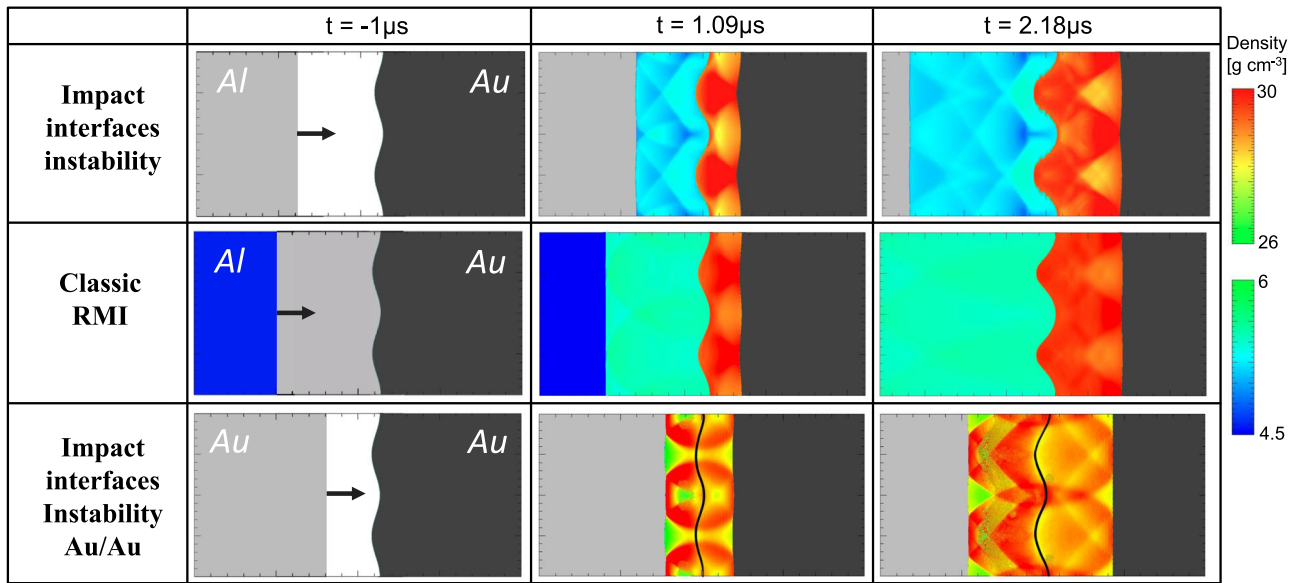 t = -1μs
t = 1.09μs
t = 2.18μs
Density
[g cm⁻³]
Impact
interfaces
instability
Al
Au
30
26
Classic
RMI
Al
Au
6
4.5
Impact
interfaces
Instability
Au/Au
Au
Au